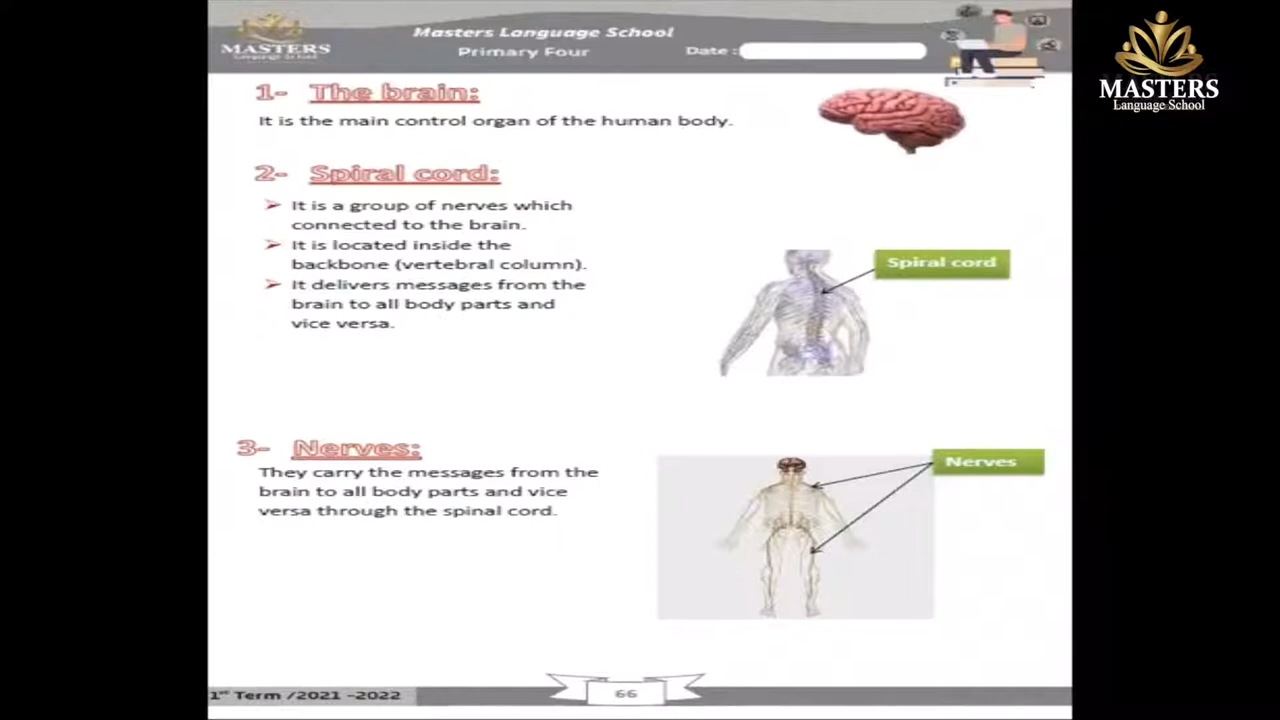 MASTERS
Language School
Masters Language School
Primary Four
Date :
MASTERS
Language School
1- The brain:
It is the main control organ of the human body.
2- Spiral cord:
It is a group of nerves which
connected to the brain.
It is located inside the
backbone (vertebral column).
It delivers messages from the
brain to all body parts and
vice versa.
Spiral cord
3- Nerves:
They carry the messages from the
brain to all body parts and vice
versa through the spinal cord.
Nerves
1st Term /2021 -2022
66